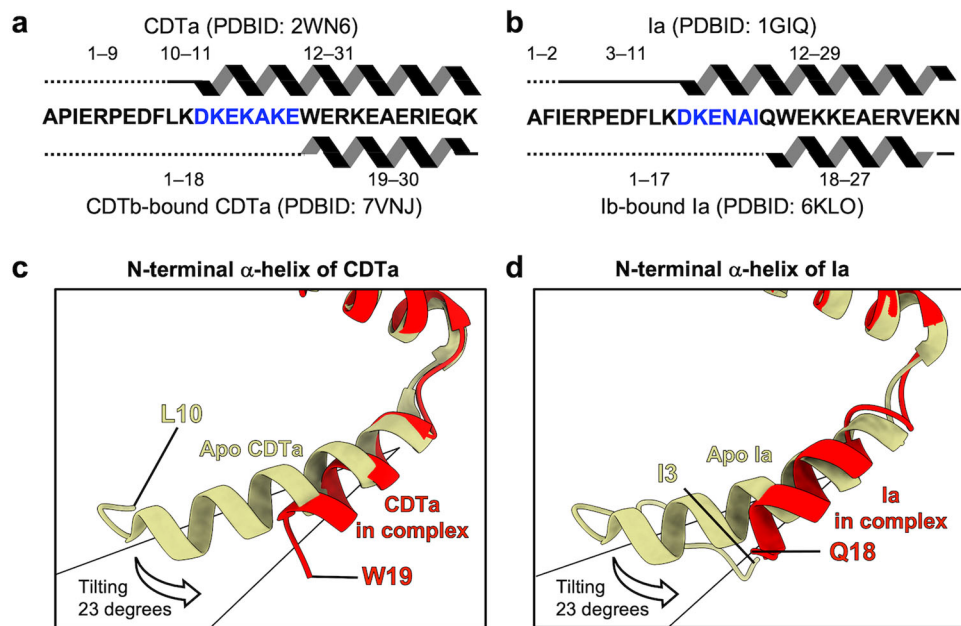 a
CDTa (PDBID: 2WN6)
1–9 10–11 12–31
APIERPEDFLKDKEKAKEWERKEAERIEQK
1–18 19–30
CDTb-bound CDTa (PDBID: 7VNJ)
b
Ia (PDBID: 1GIQ)
1–2 3–11 12–29
AFIERPEDFLKDKENAIQWEKKEAERVEKN
1–17 18–27
Ib-bound Ia (PDBID: 6KLO)
c
N-terminal α-helix of CDTa
L10
Apo CDTa
CDTa
in complex
W19
Tilting
23 degrees
d
N-terminal α-helix of Ia
I3
Apo Ia
Ia
in complex
Q18
Tilting
23 degrees